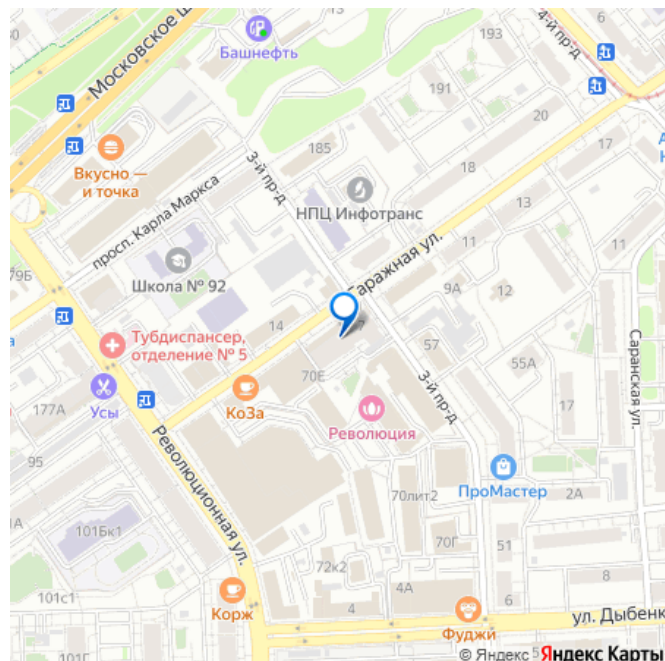 80
193
4-й пр-д
6
Башнефть
Московское ш
191
20
185
17
Вкусно —
и точка
3-й пр-д
18
НПЦ Инфотранс
просп. Карла Маркса
13
11
11
Гаражная ул.
Школа № 92
79Б
9А
12
14
Тубдиспансер,
отделение № 5
57
55А
Саранская ул.
70Е
КоЗа
3-й пр-д
Усы
177А
17
Революция
95
Революционная ул.
ПроМастер
70лит2
2А
101Бк1
70Г
51
72к2
101с1
4А
8
Корж
4
6
ул. Дыбенк
Фуджи
101Г
5
© Яндекс Яндекс Карты